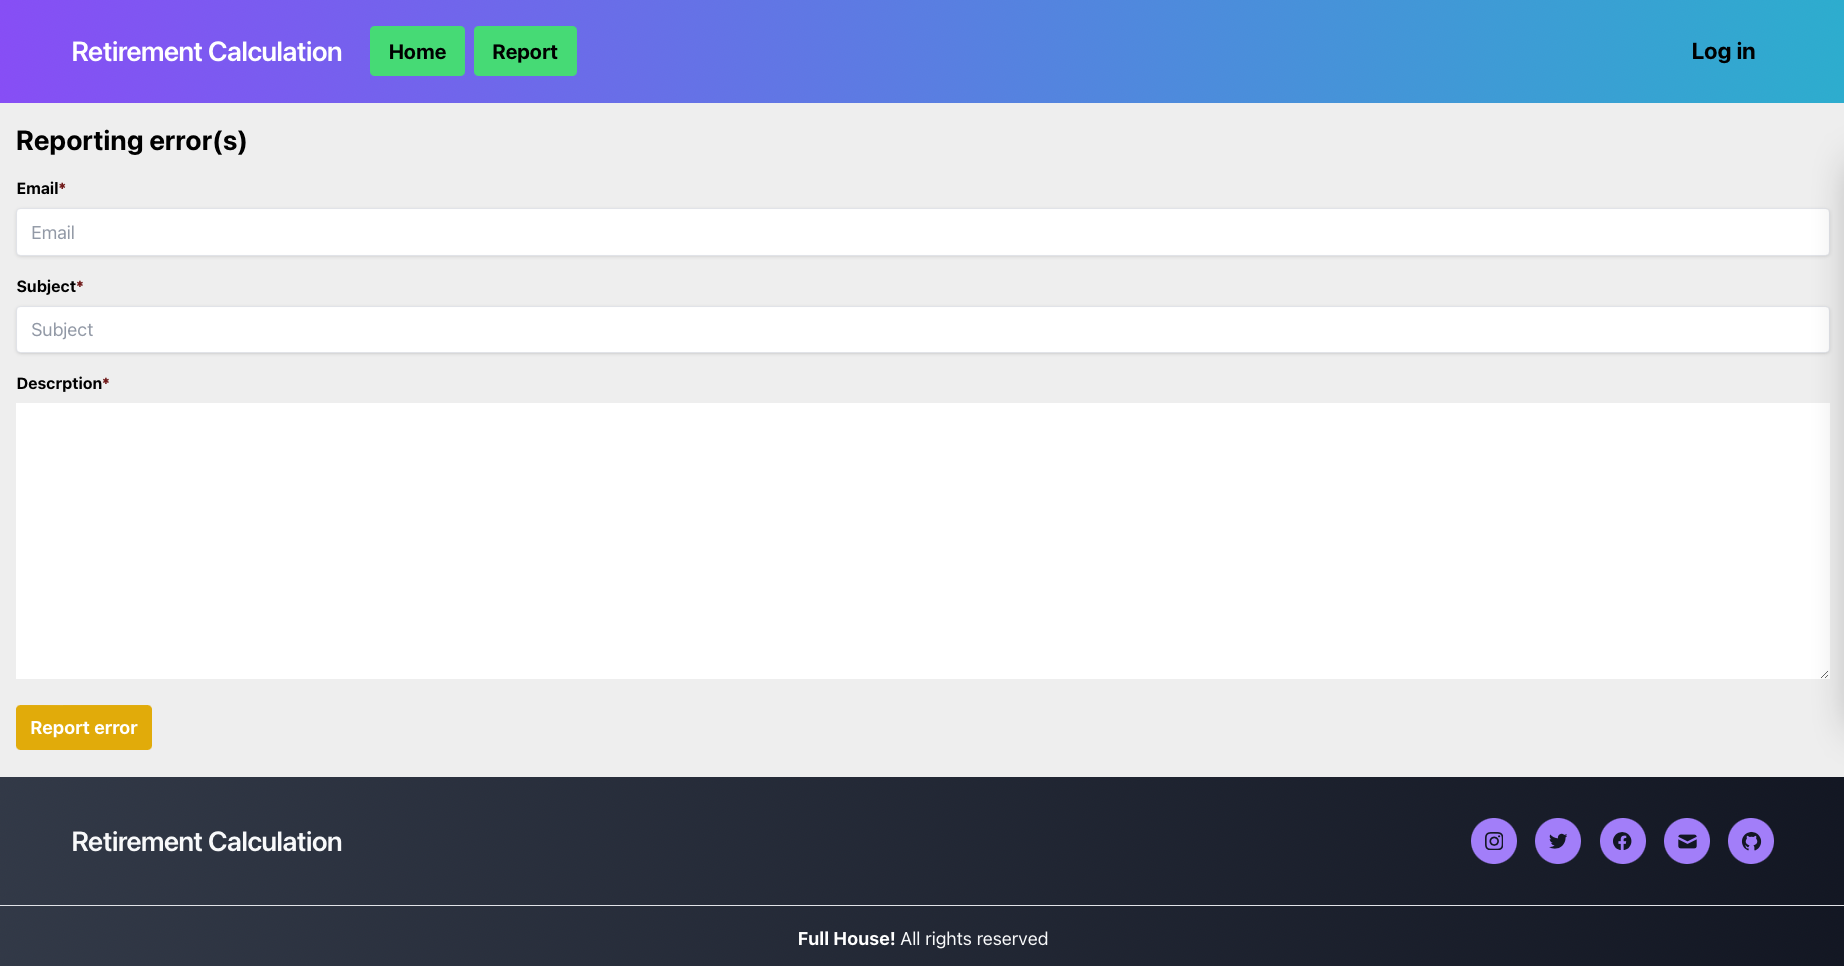 Retirement Calculation Home Report Log in
Reporting error(s)
Email*
Email
Subject*
Subject
Descrption*
Report error
Retirement Calculation
Full House! All rights reserved